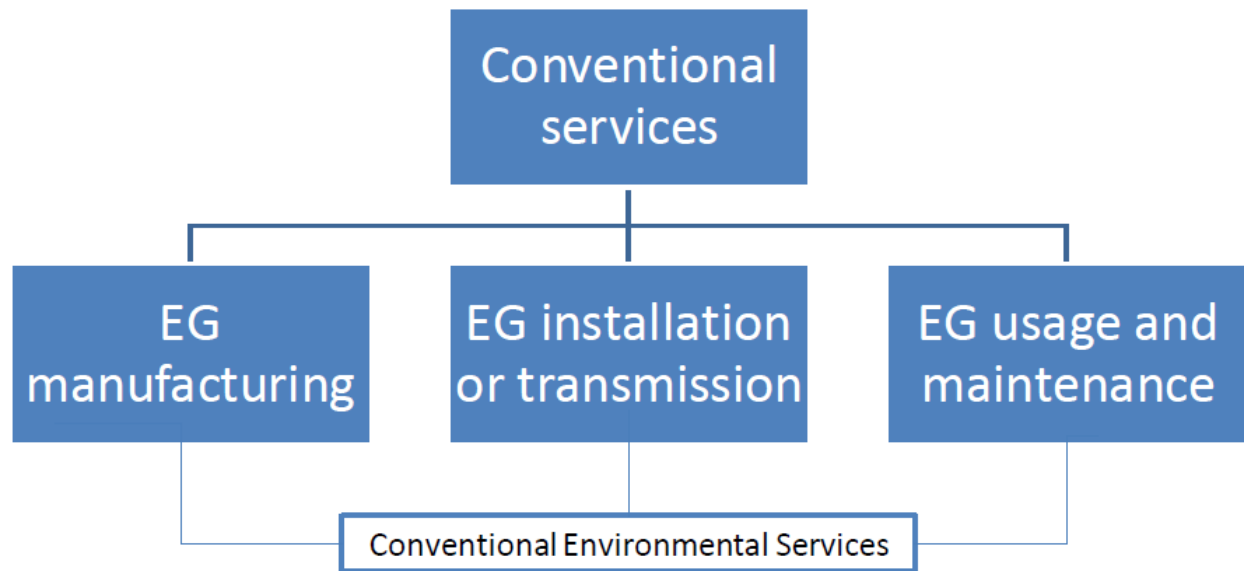 Conventional
services
EG
manufacturing
EG installation
or transmission
EG usage and
maintenance
Conventional Environmental Services